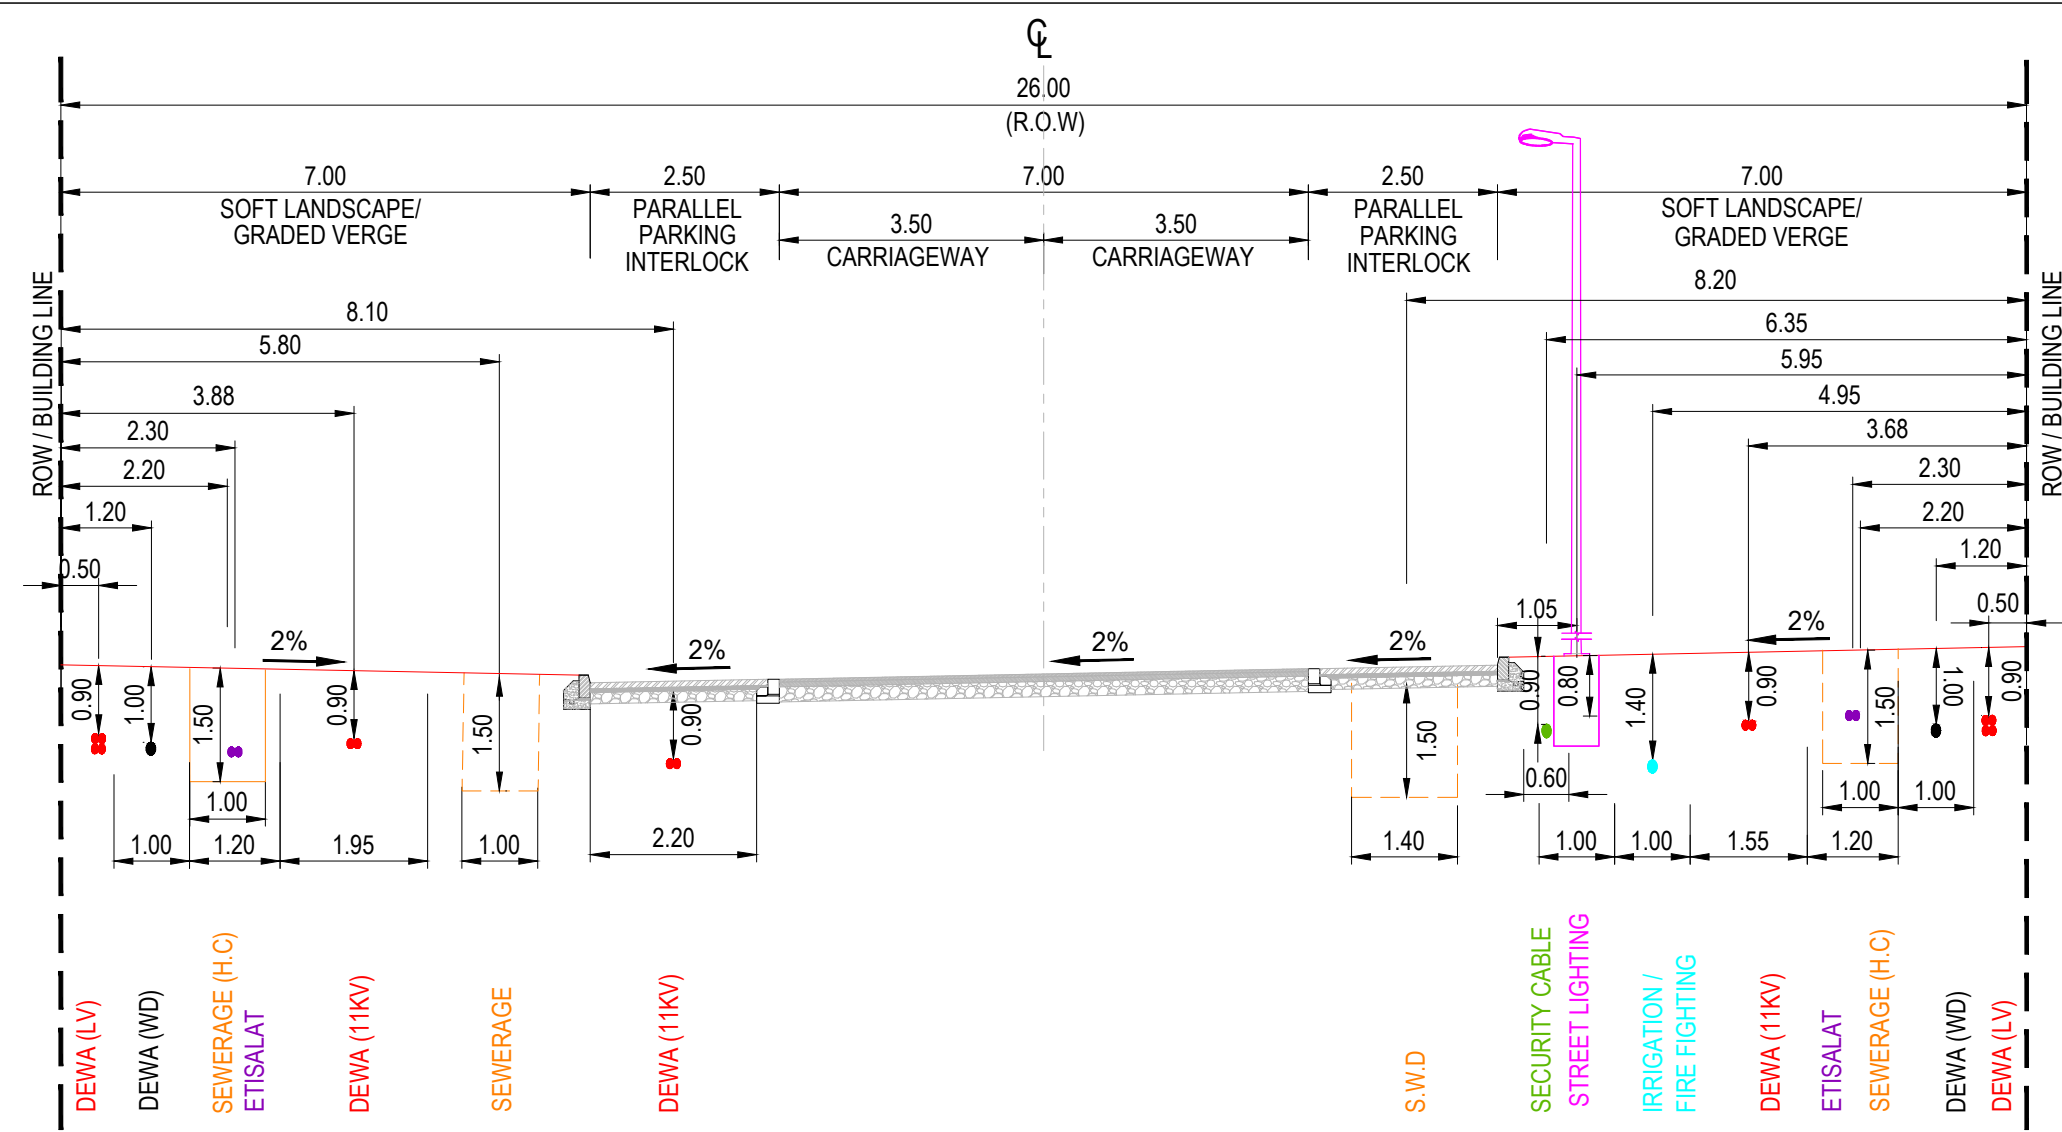 ℄
26.00
(R.O.W)
7.00
2.50
7.00
2.50
7.00
SOFT LANDSCAPE/
GRADED VERGE
PARALLEL
PARKING
INTERLOCK
3.50
CARRIAGEWAY
3.50
CARRIAGEWAY
PARALLEL
PARKING
INTERLOCK
SOFT LANDSCAPE/
GRADED VERGE
ROW / BUILDING LINE
ROW / BUILDING LINE
8.10
5.80
3.88
2.30
2.20
1.20
0.50
8.20
6.35
5.95
4.95
3.68
2.30
2.20
1.20
0.50
1.05
2%
2%
2%
2%
2%
0.90
1.00
1.50
0.90
1.50
0.90
1.50
0.90
0.80
1.40
0.90
1.50
1.00
0.90
0.60
1.00
1.00
1.00
1.00
1.20
1.95
1.00
2.20
1.40
1.00
1.00
1.55
1.20
DEWA (LV)
DEWA (WD)
SEWERAGE (H.C)
ETISALAT
DEWA (11KV)
SEWERAGE
DEWA (11KV)
S.W.D
SECURITY CABLE
STREET LIGHTING
IRRIGATION /
FIRE FIGHTING
DEWA (11KV)
ETISALAT
SEWERAGE (H.C)
DEWA (WD)
DEWA (LV)